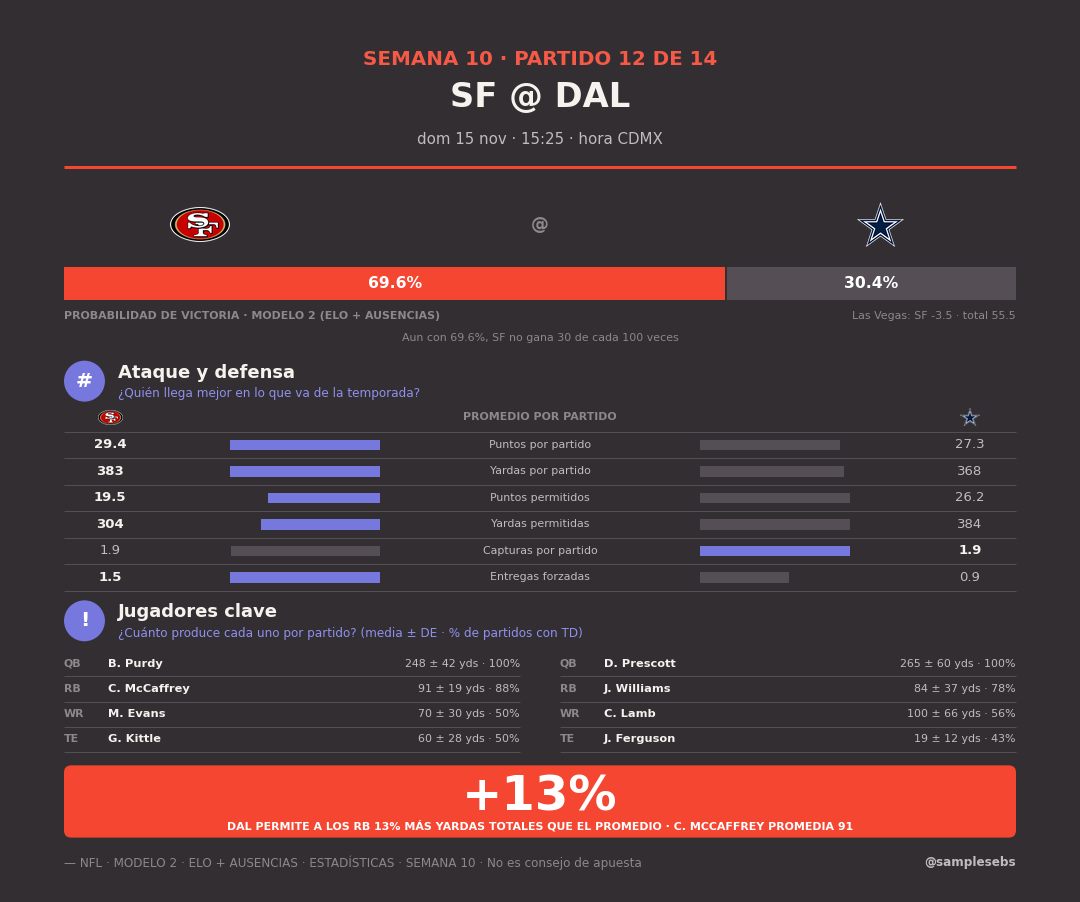 SEMANA 10 · PARTIDO 12 DE 14
SF @ DAL
dom 15 nov · 15:25 · hora CDMX
SF @
69.6% 30.4%
PROBABILIDAD DE VICTORIA · MODELO 2 (ELO + AUSENCIAS) Las Vegas: SF -3.5 · total 55.5
Aun con 69.6%, SF no gana 30 de cada 100 veces
# Ataque y defensa
¿Quién llega mejor en lo que va de la temporada?
SF PROMEDIO POR PARTIDO
29.4 Puntos por partido 27.3
383 Yardas por partido 368
19.5 Puntos permitidos 26.2
304 Yardas permitidas 384
1.9 Capturas por partido 1.9
1.5 Entregas forzadas 0.9
! Jugadores clave
¿Cuánto produce cada uno por partido? (media ± DE · % de partidos con TD)
QB B. Purdy 248 ± 42 yds · 100% QB D. Prescott 265 ± 60 yds · 100%
RB C. McCaffrey 91 ± 19 yds · 88% RB J. Williams 84 ± 37 yds · 78%
WR M. Evans 70 ± 30 yds · 50% WR C. Lamb 100 ± 66 yds · 56%
TE G. Kittle 60 ± 28 yds · 50% TE J. Ferguson 19 ± 12 yds · 43%
+13%
DAL PERMITE A LOS RB 13% MÁS YARDAS TOTALES QUE EL PROMEDIO · C. MCCAFFREY PROMEDIA 91
— NFL · MODELO 2 · ELO + AUSENCIAS · ESTADÍSTICAS · SEMANA 10 · No es consejo de apuesta @samplesebs